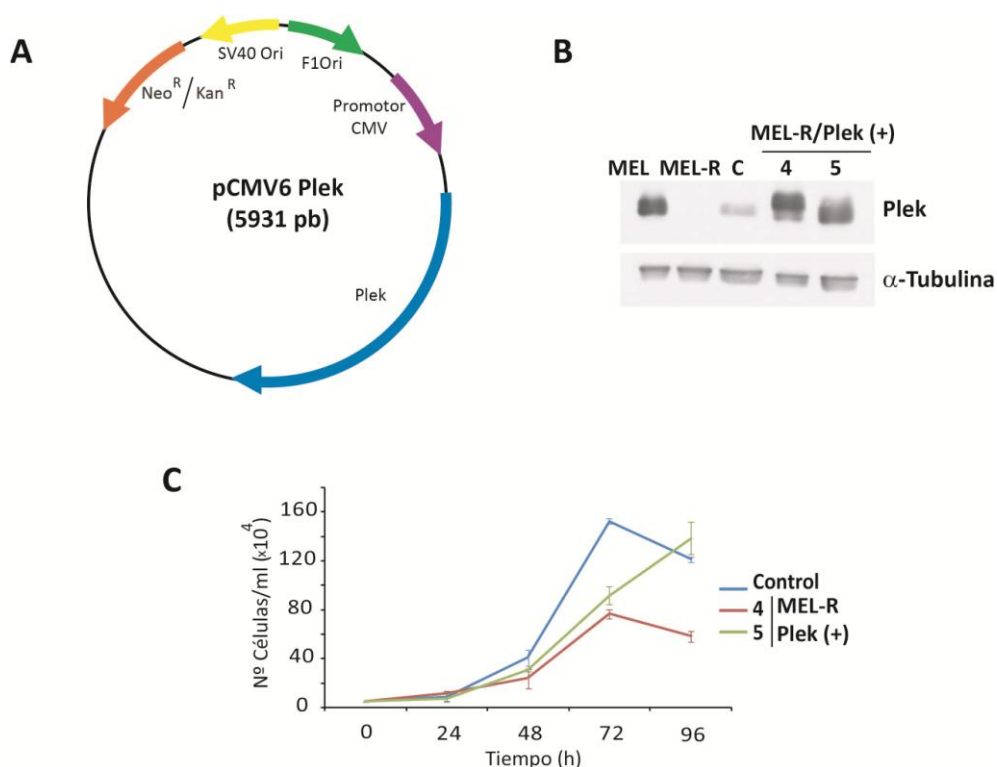 A
SV40 Ori
F1Ori
Neo^R / Kan^R
Promotor
CMV
pCMV6 Plek
(5931 pb)
Plek
B
MEL-R/Plek (+)
MEL MEL-R C 4 5
Plek
α-Tubulina
C
Nº Células/ml (x10^4)
160
120
80
40
0
0 24 48 72 96
Tiempo (h)
Control
4 MEL-R
5 Plek (+)